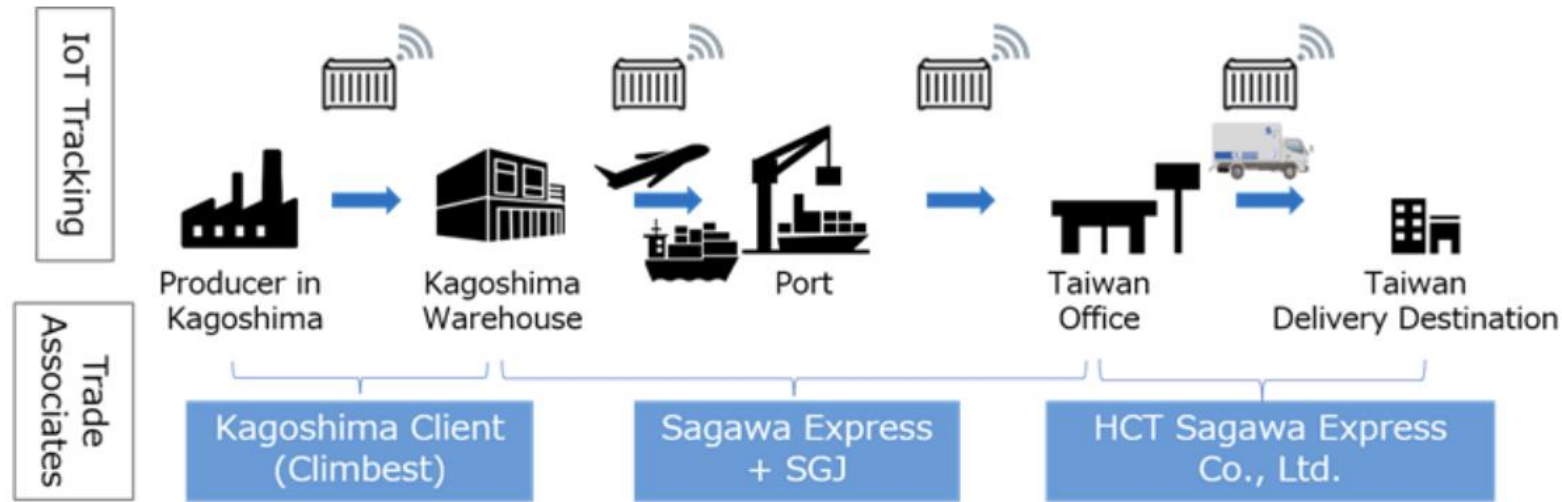 IoT Tracking
Producer in
Kagoshima
Kagoshima
Warehouse
Port
Taiwan
Office
Taiwan
Delivery Destination
Trade
Associates
Kagoshima Client
(Climbest)
Sagawa Express
+ SGJ
HCT Sagawa Express
Co., Ltd.